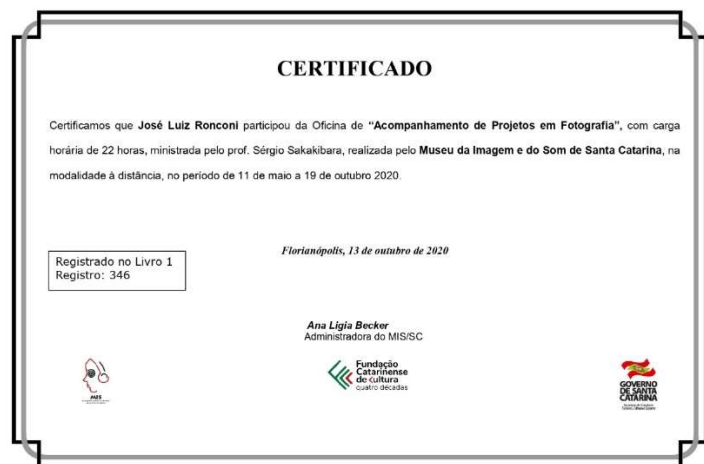 CERTIFICADO
Certificamos que José Luiz Ronconi participou da Oficina de “Acompanhamento de Projetos em Fotografia”, com carga
horária de 22 horas, ministrada pelo prof. Sérgio Sakakibara, realizada pelo Museu da Imagem e do Som de Santa Catarina, na
modalidade à distância, no período de 11 de maio a 19 de outubro 2020.
Florianópolis, 13 de outubro de 2020
Registrado no Livro 1
Registro: 346
Ana Ligia Becker
Administradora do MIS/SC
MIS
Fundação
Catarinense
de cultura
quatro décadas
GOVERNO
DE SANTA
CATARINA